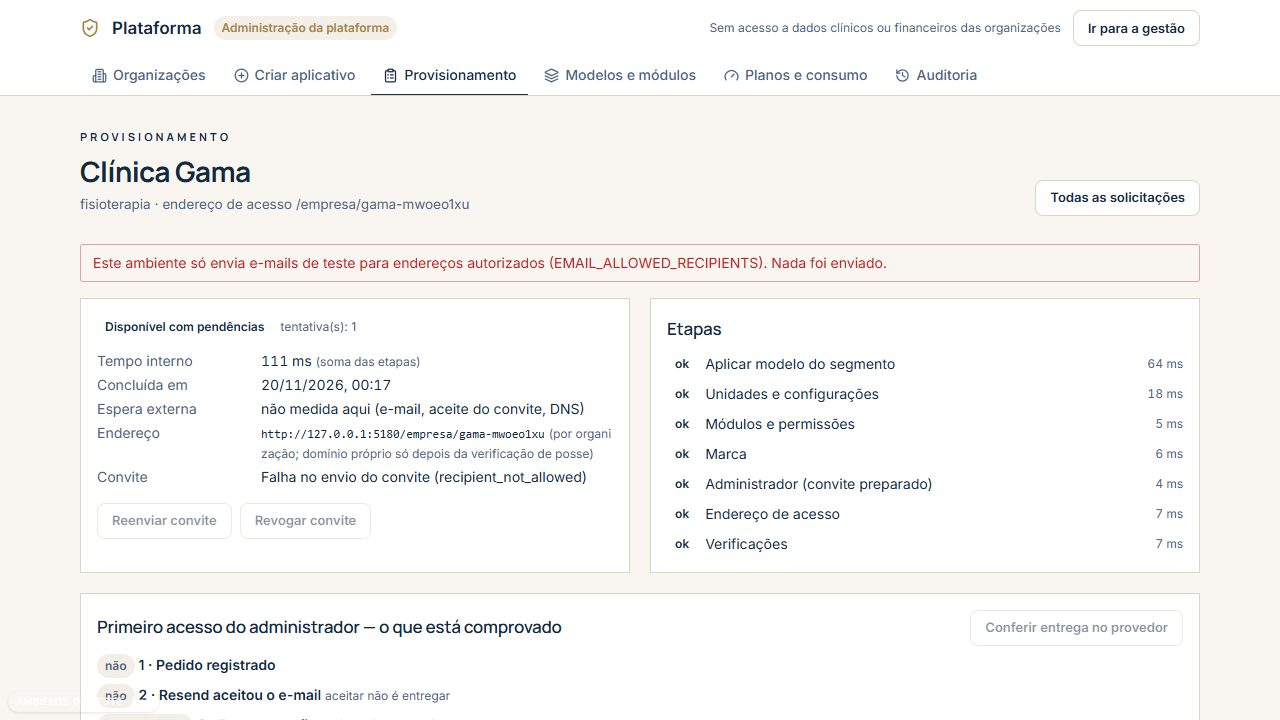 Plataforma
Administração da plataforma
Sem acesso a dados clínicos ou financeiros das organizações
Ir para a gestão
Organizações
Criar aplicativo
Provisionamento
Modelos e módulos
Planos e consumo
Auditoria
PROVISIONAMENTO
Clínica Gama
fisioterapia · endereço de acesso /empresa/gama-mwoeo1xu
Todas as solicitações
Este ambiente só envia e-mails de teste para endereços autorizados (EMAIL_ALLOWED_RECIPIENTS). Nada foi enviado.
Disponível com pendências tentativa(s): 1
Tempo interno 111 ms (soma das etapas)
Concluída em 20/11/2026, 00:17
Espera externa não medida aqui (e-mail, aceite do convite, DNS)
Endereço http://127.0.0.1:5180/empresa/gama-mwoeo1xu (por organi
zação; domínio próprio só depois da verificação de posse)
Convite Falha no envio do convite (recipient_not_allowed)
Reenviar convite
Revogar convite
Etapas
ok Aplicar modelo do segmento 64 ms
ok Unidades e configurações 18 ms
ok Módulos e permissões 5 ms
ok Marca 6 ms
ok Administrador (convite preparado) 4 ms
ok Endereço de acesso 7 ms
ok Verificações 7 ms
Primeiro acesso do administrador — o que está comprovado
Conferir entrega no provedor
não 1 · Pedido registrado
não 2 · Resend aceitou o e-mail aceitar não é entregar